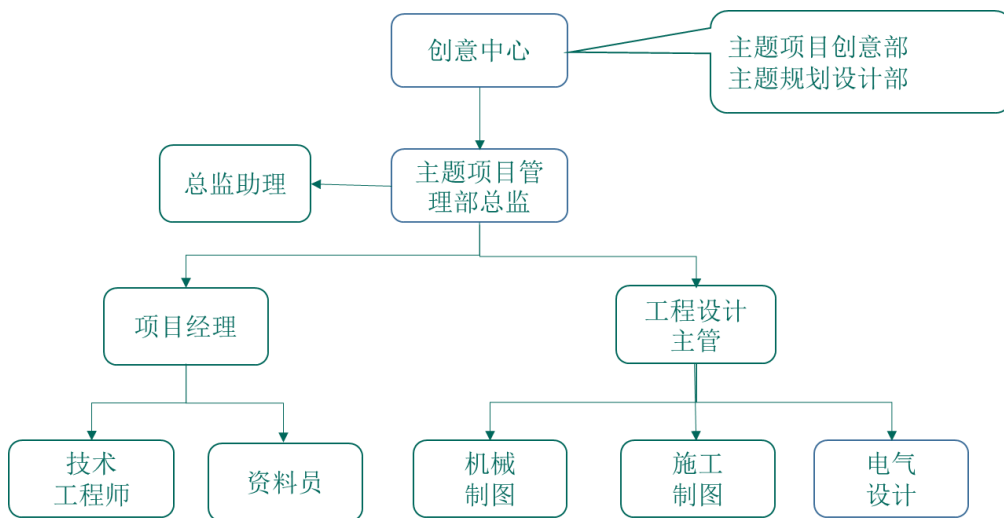 创意中心
主题项目创意部
主题规划设计部
总监助理
主题项目管
理部总监
项目经理
工程设计
主管
技术
工程师
资料员
机械
制图
施工
制图
电气
设计